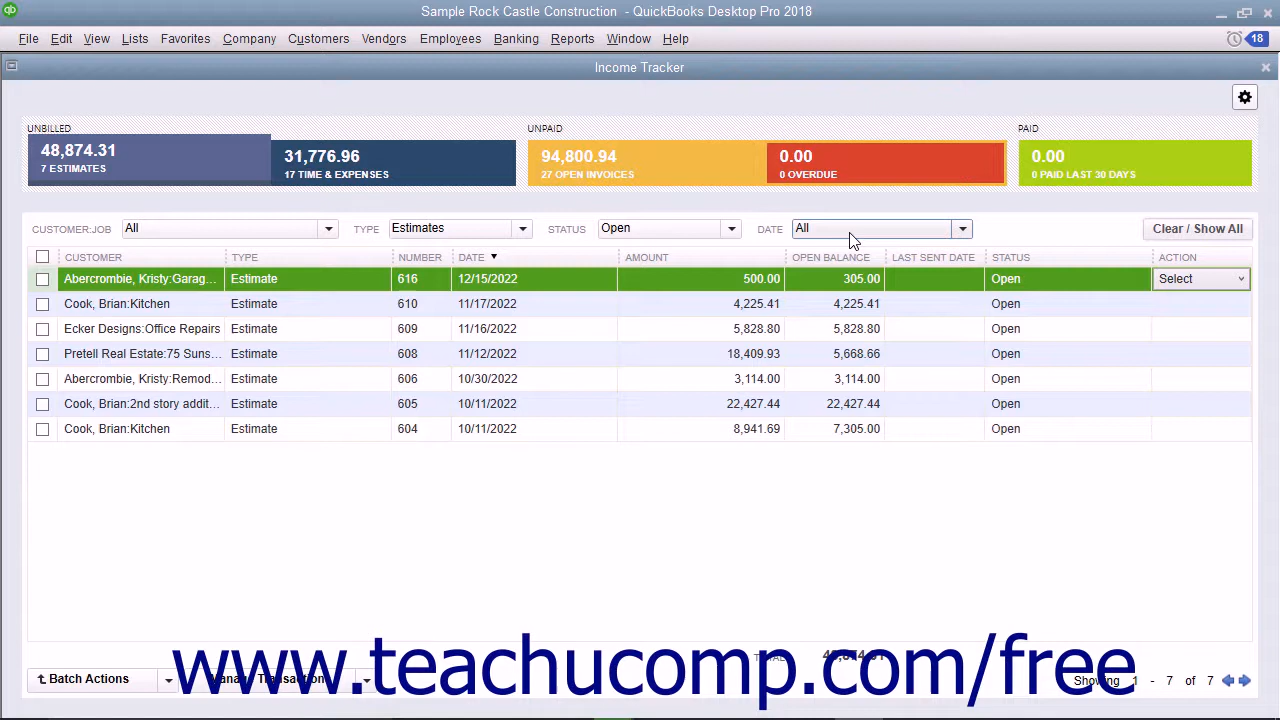 Sample Rock Castle Construction - QuickBooks Desktop Pro 2018
File Edit View Lists Favorites Company Customers Vendors Employees Banking Reports Window Help 18
Income Tracker
UNBILLED UNPAID PAID
48,874.31 31,776.96 94,800.94 0.00 0.00
7 ESTIMATES 17 TIME & EXPENSES 27 OPEN INVOICES 0 OVERDUE 0 PAID LAST 30 DAYS
CUSTOMER:JOB All TYPE Estimates STATUS Open DATE All Clear / Show All
CUSTOMER TYPE NUMBER DATE AMOUNT OPEN BALANCE LAST SENT DATE STATUS ACTION
Abercrombie, Kristy:Garag... Estimate 616 12/15/2022 500.00 305.00 Open Select
Cook, Brian:Kitchen Estimate 610 11/17/2022 4,225.41 4,225.41 Open
Ecker Designs:Office Repairs Estimate 609 11/16/2022 5,828.80 5,828.80 Open
Pretell Real Estate:75 Suns... Estimate 608 11/12/2022 18,409.93 5,668.66 Open
Abercrombie, Kristy:Remod... Estimate 606 10/30/2022 3,114.00 3,114.00 Open
Cook, Brian:2nd story addit... Estimate 605 10/11/2022 22,427.44 22,427.44 Open
Cook, Brian:Kitchen Estimate 604 10/11/2022 8,941.69 7,305.00 Open
www.teachucomp.com/free
Batch Actions Showing 1 - 7 of 7